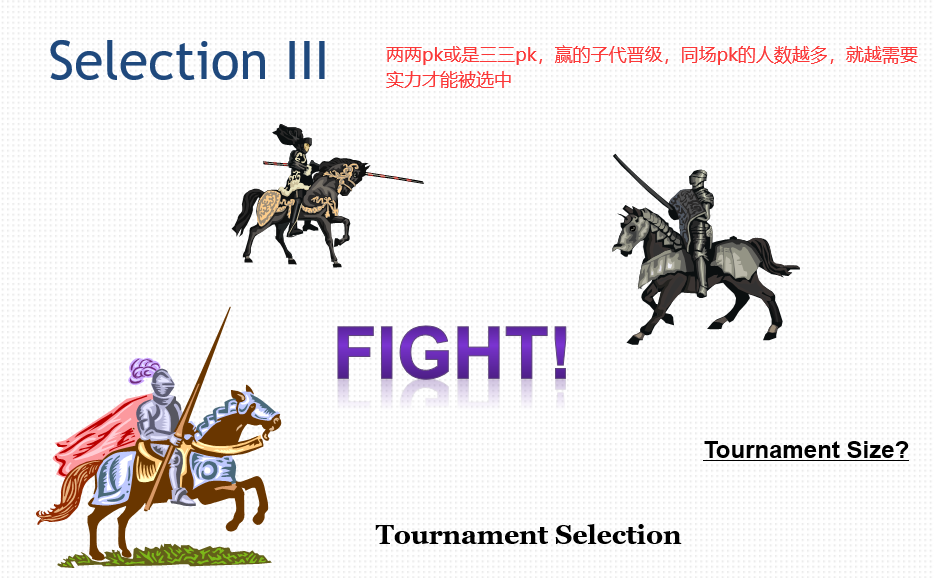 Selection III
两两pk或是三三pk，赢的子代晋级，同场pk的人数越多，就越需要
实力才能被选中
FIGHT!
Tournament Size?
Tournament Selection